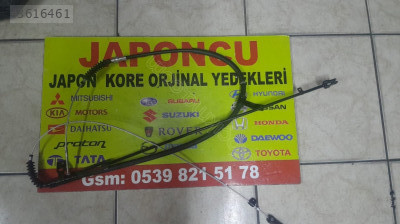 3616461
JAPONCU
JAPON KORE ORJİNAL YEDEKLERİ
MITSUBISHI SUBARU HYUNDAI
KIA MOTORS SUZUKI NISSAN
DAIHATSU ROVER HONDA
proton DAEWOO
TATA TOYOTA
Gsm: 0539 821 51 78